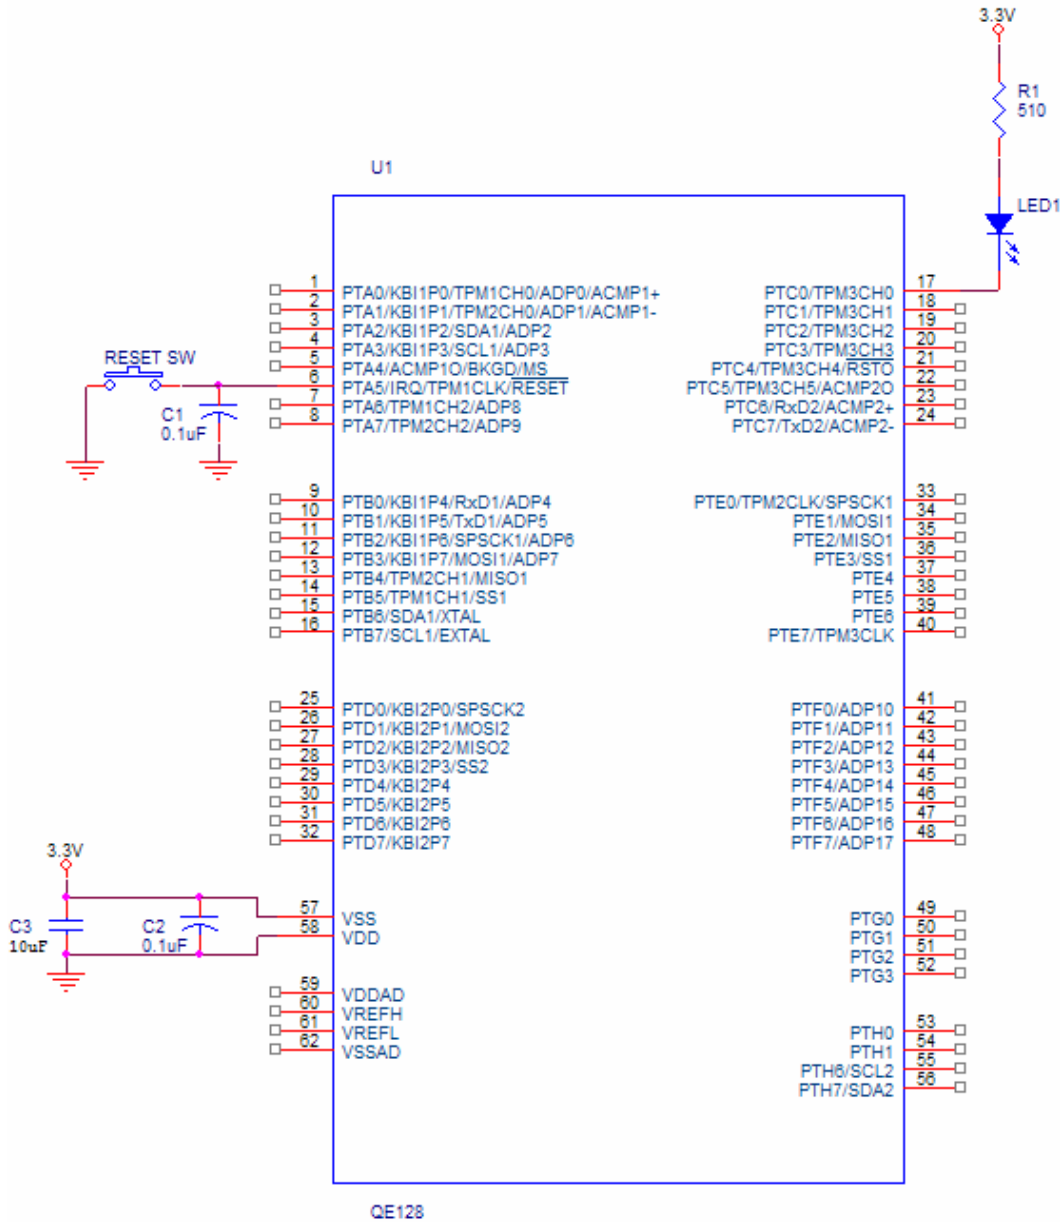 3.3V
R1
510
LED1
U1
1 PTA0/KBI1P0/TPM1CH0/ADP0/ACMP1+
2 PTA1/KBI1P1/TPM2CH0/ADP1/ACMP1-
3 PTA2/KBI1P2/SDA1/ADP2
4 PTA3/KBI1P3/SCL1/ADP3
5 PTA4/ACMP1O/BKGD/MS
6 PTA5/IRQ/TPM1CLK/RESET
7 PTA6/TPM1CH2/ADP8
8 PTA7/TPM2CH2/ADP9
PTC0/TPM3CH0 17
PTC1/TPM3CH1 18
PTC2/TPM3CH2 19
PTC3/TPM3CH3 20
PTC4/TPM3CH4/RSTO 21
PTC5/TPM3CH5/ACMP2O 22
PTC6/RxD2/ACMP2+ 23
PTC7/TxD2/ACMP2- 24
RESET SW
C1
0.1uF
9 PTB0/KBI1P4/RxD1/ADP4
10 PTB1/KBI1P5/TxD1/ADP5
11 PTB2/KBI1P6/SPSCK1/ADP6
12 PTB3/KBI1P7/MOSI1/ADP7
13 PTB4/TPM2CH1/MISO1
14 PTB5/TPM1CH1/SS1
15 PTB6/SDA1/XTAL
16 PTB7/SCL1/EXTAL
PTE0/TPM2CLK/SPSCK1 33
PTE1/MOSI1 34
PTE2/MISO1 35
PTE3/SS1 36
PTE4 37
PTE5 38
PTE6 39
PTE7/TPM3CLK 40
25 PTD0/KBI2P0/SPSCK2
26 PTD1/KBI2P1/MOSI2
27 PTD2/KBI2P2/MISO2
28 PTD3/KBI2P3/SS2
29 PTD4/KBI2P4
30 PTD5/KBI2P5
31 PTD6/KBI2P6
32 PTD7/KBI2P7
PTF0/ADP10 41
PTF1/ADP11 42
PTF2/ADP12 43
PTF3/ADP13 44
PTF4/ADP14 45
PTF5/ADP15 46
PTF6/ADP16 47
PTF7/ADP17 48
3.3V
C3
10uF
C2
0.1uF
57 VSS
58 VDD
59 VDDAD
60 VREFH
61 VREFL
62 VSSAD
PTG0 49
PTG1 50
PTG2 51
PTG3 52
PTH0 53
PTH1 54
PTH6/SCL2 55
PTH7/SDA2 56
QE128